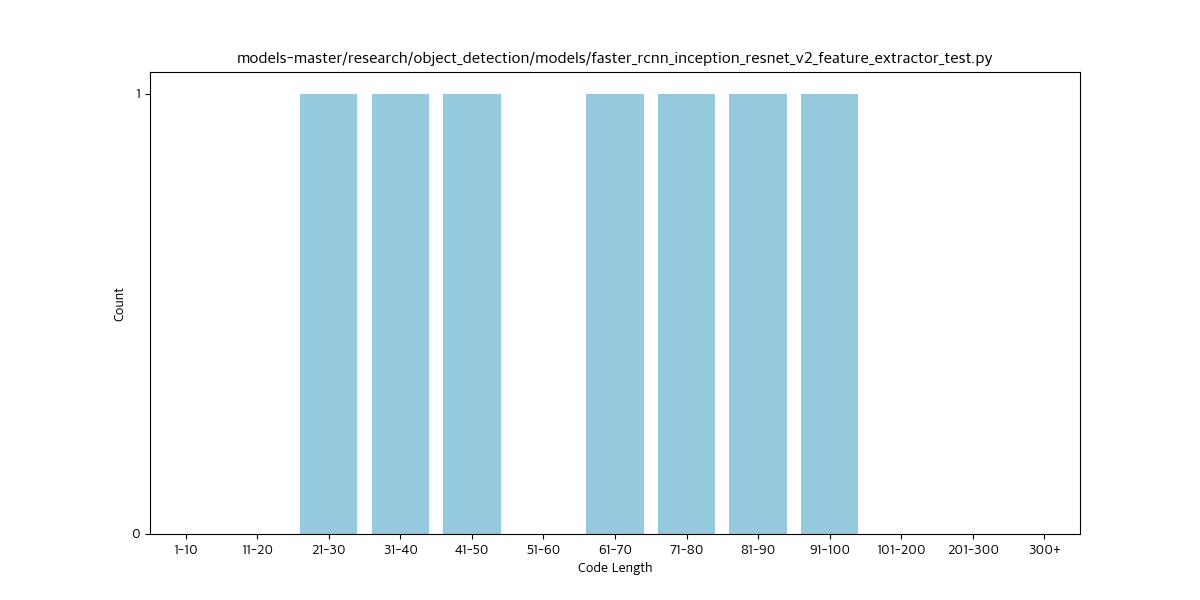 models-master/research/object_detection/models/faster_rcnn_inception_resnet_v2_feature_extractor_test.py
1
Count
0
1-10 11-20 21-30 31-40 41-50 51-60 61-70 71-80 81-90 91-100 101-200 201-300 300+
Code Length